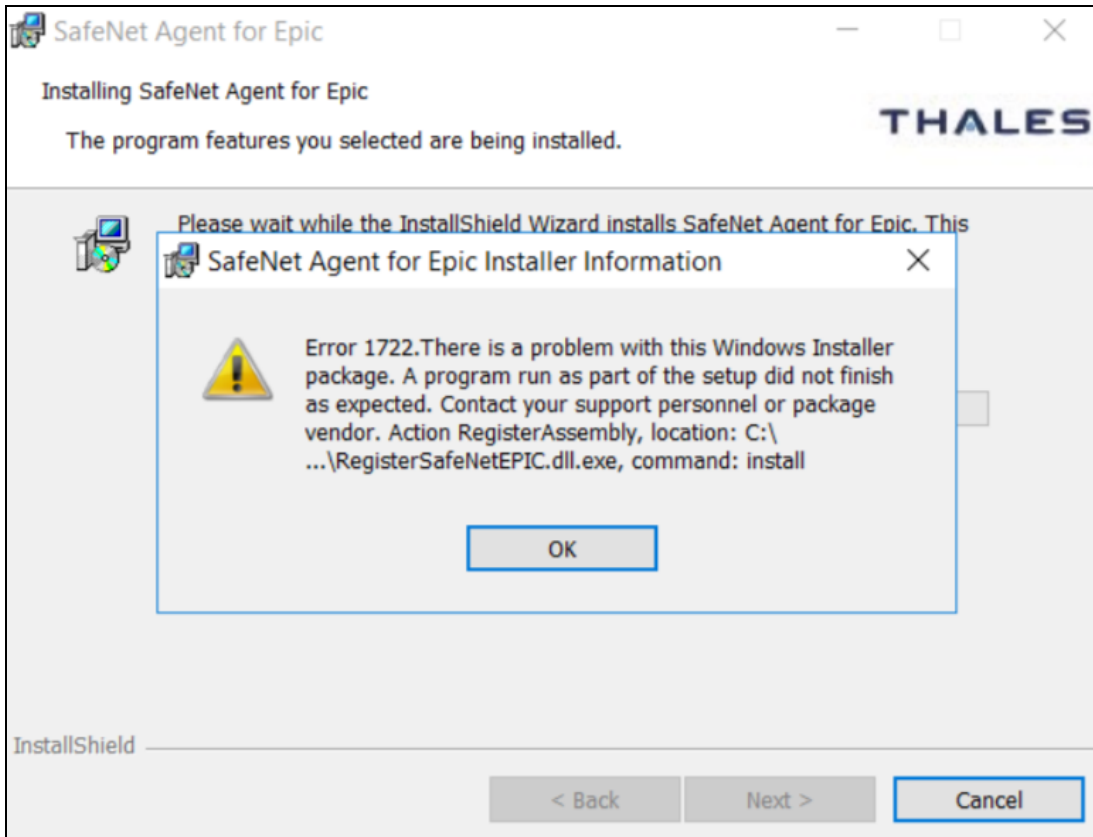 SafeNet Agent for Epic
Installing SafeNet Agent for Epic
The program features you selected are being installed.
THALES
Please wait while the InstallShield Wizard installs SafeNet Agent for Epic. This
SafeNet Agent for Epic Installer Information
Error 1722.There is a problem with this Windows Installer
package. A program run as part of the setup did not finish
as expected. Contact your support personnel or package
vendor. Action RegisterAssembly, location: C:\
...\RegisterSafeNetEPIC.dll.exe, command: install
OK
InstallShield
< Back
Next >
Cancel